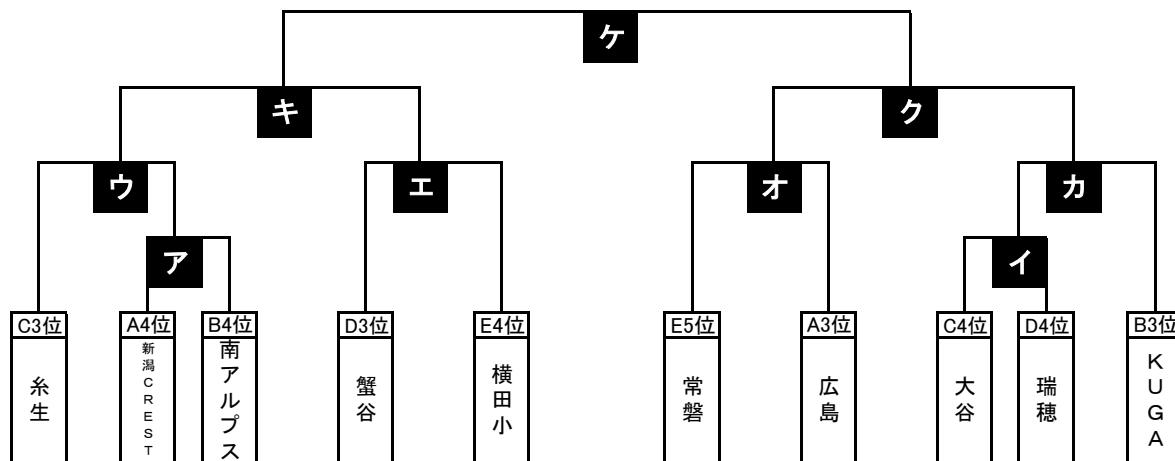 ケ
キ
ク
ウ
エ
オ
カ
ア
イ
C3位
A4位
B4位
D3位
E4位
E5位
A3位
C4位
D4位
B3位
糸生
新潟CREST
南アルプス
蟹谷
横田小
常磐
広島
大谷
瑞穂
KUGA